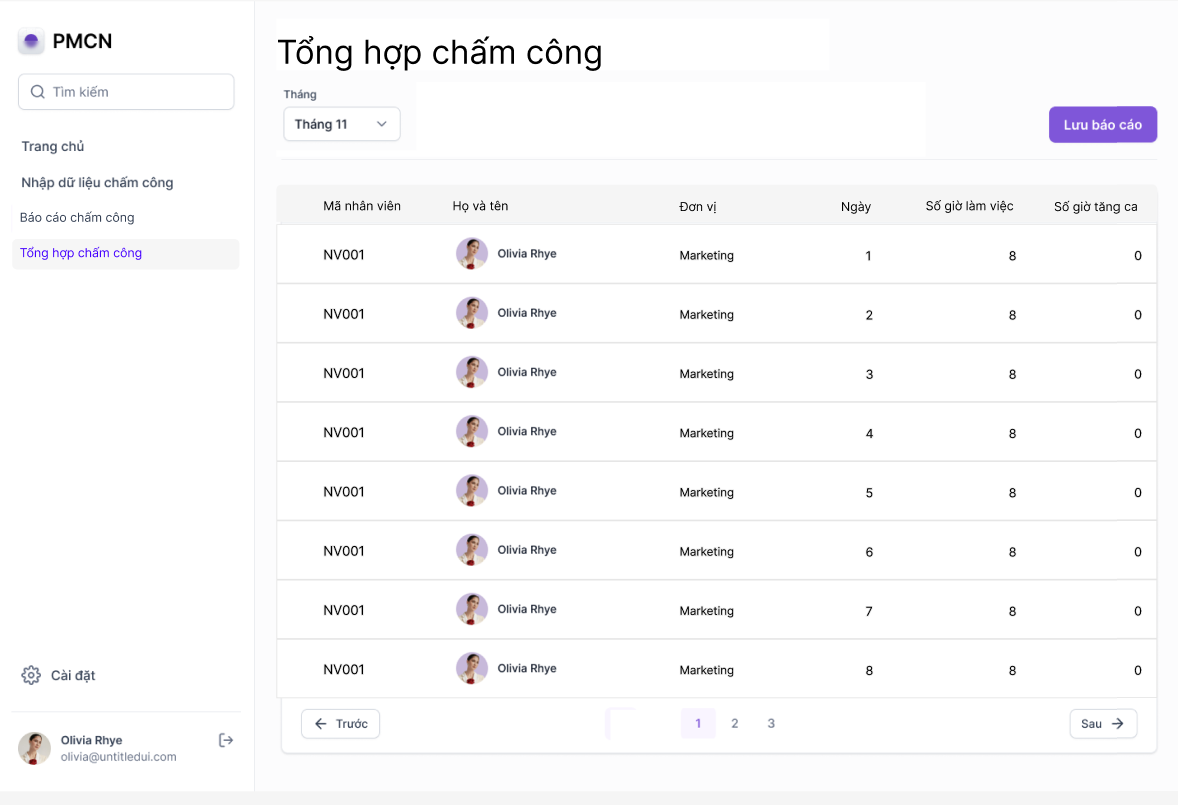 PMCN
Tìm kiếm
Trang chủ
Nhập dữ liệu chấm công
Báo cáo chấm công
Tổng hợp chấm công
Cài đặt
Olivia Rhye
olivia@untitledui.com
Tổng hợp chấm công
Tháng
Tháng 11
Lưu báo cáo
Mã nhân viên Họ và tên Đơn vị Ngày Số giờ làm việc Số giờ tăng ca
NV001 Olivia Rhye Marketing 1 8 0
NV001 Olivia Rhye Marketing 2 8 0
NV001 Olivia Rhye Marketing 3 8 0
NV001 Olivia Rhye Marketing 4 8 0
NV001 Olivia Rhye Marketing 5 8 0
NV001 Olivia Rhye Marketing 6 8 0
NV001 Olivia Rhye Marketing 7 8 0
NV001 Olivia Rhye Marketing 8 8 0
Trước 1 2 3 Sau